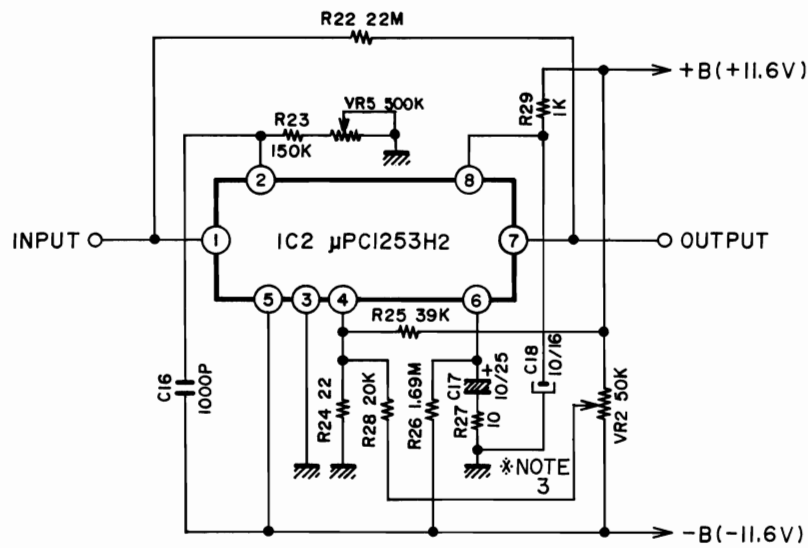 R22 22M
+B(+11.6V)
R29
1K
VR5 500K
R23
150K
2
8
INPUT
1
IC2 μPC1253H2
7
OUTPUT
5
3
4
6
R25 39K
C16
1000P
R24 22
R28 20K
R26 1.69M
C17
+
10/25
R27
10
C18
10/16
VR2 50K
※NOTE
3
-B(-11.6V)